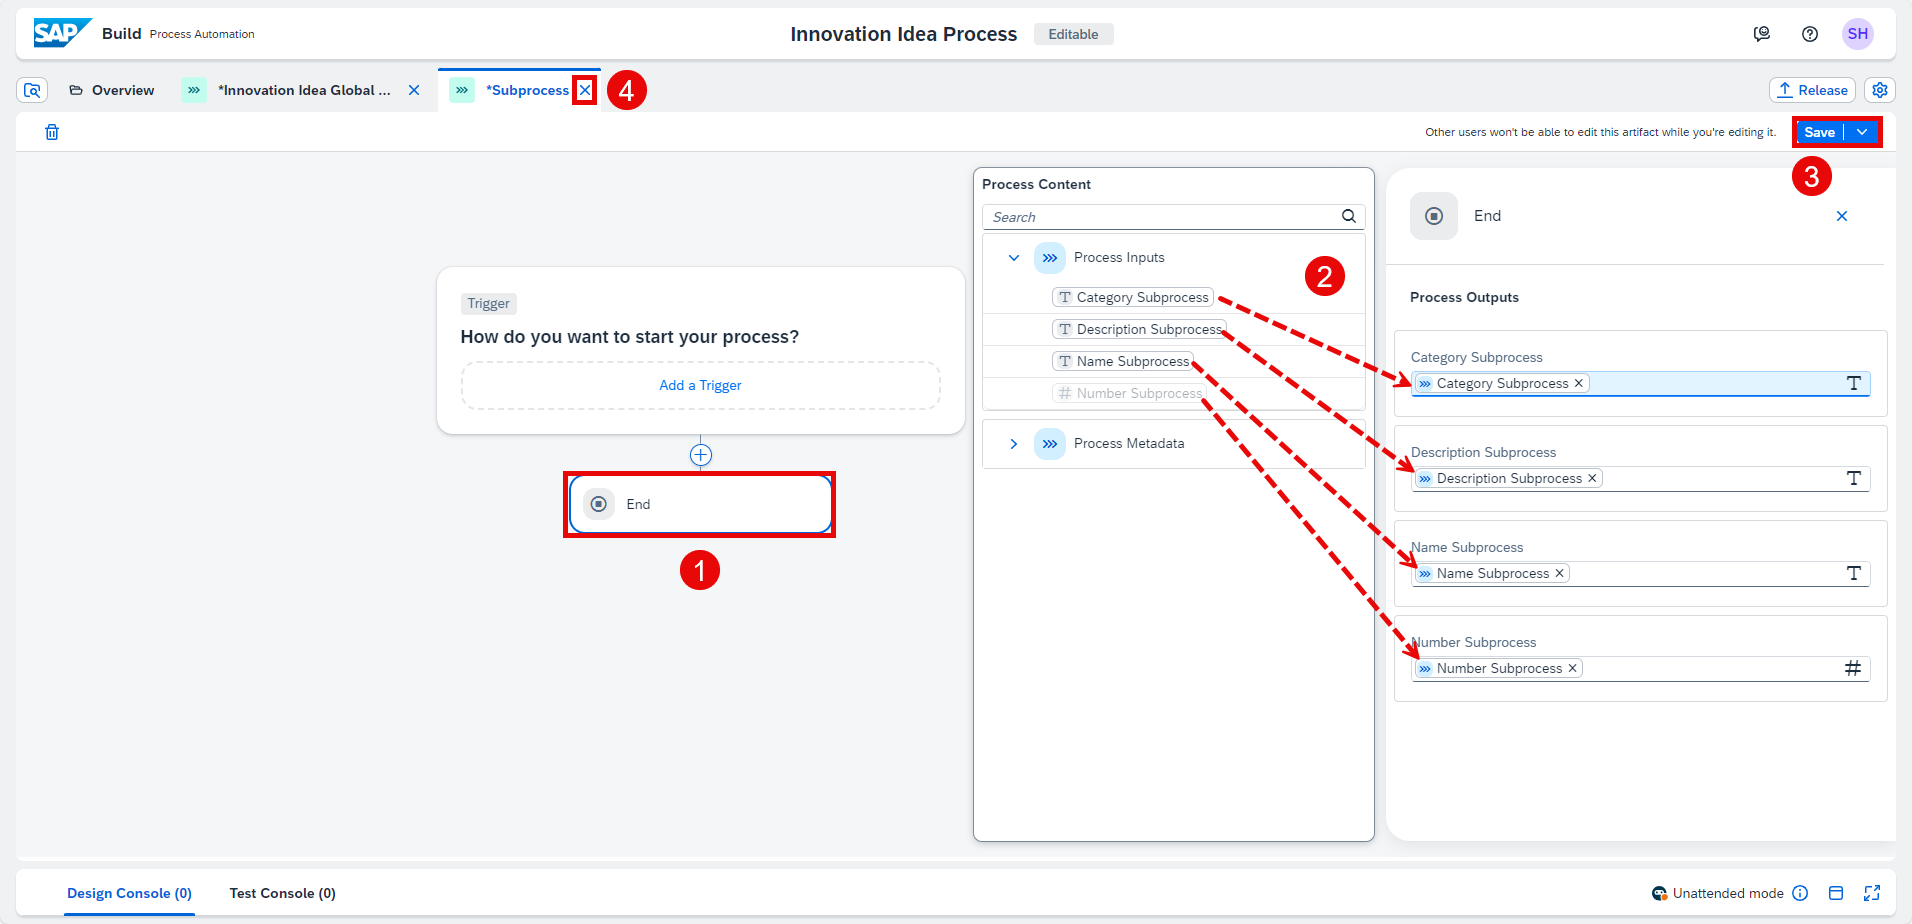 SAP Build Process Automation
Innovation Idea Process Editable
SH
Overview
*Innovation Idea Global ...
*Subprocess
4
Release
Other users won't be able to edit this artifact while you're editing it.
Save
3
Trigger
How do you want to start your process?
Add a Trigger
End
1
Process Content
Search
Process Inputs
2
T Category Subprocess
T Description Subprocess
T Name Subprocess
# Number Subprocess
Process Metadata
End
Process Outputs
Category Subprocess
Category Subprocess × T
Description Subprocess
Description Subprocess × T
Name Subprocess
Name Subprocess × T
Number Subprocess
Number Subprocess × #
Design Console (0)
Test Console (0)
Unattended mode